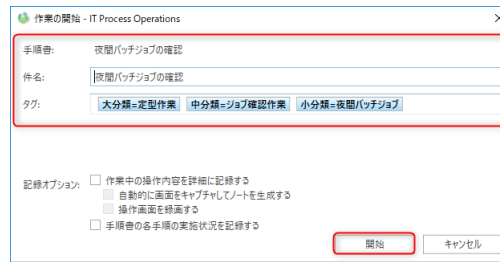 作業の開始 - IT Process Operations
手順書: 夜間バッチジョブの確認
件名: 夜間バッチジョブの確認
タグ: 大分類=定型作業 中分類=ジョブ確認作業 小分類=夜間バッチジョブ
記録オプション: 作業中の操作内容を詳細に記録する
自動的に画面をキャプチャしてノートを生成する
操作画面を録画する
手順書の各手順の実施状況を記録する
開始 キャンセル